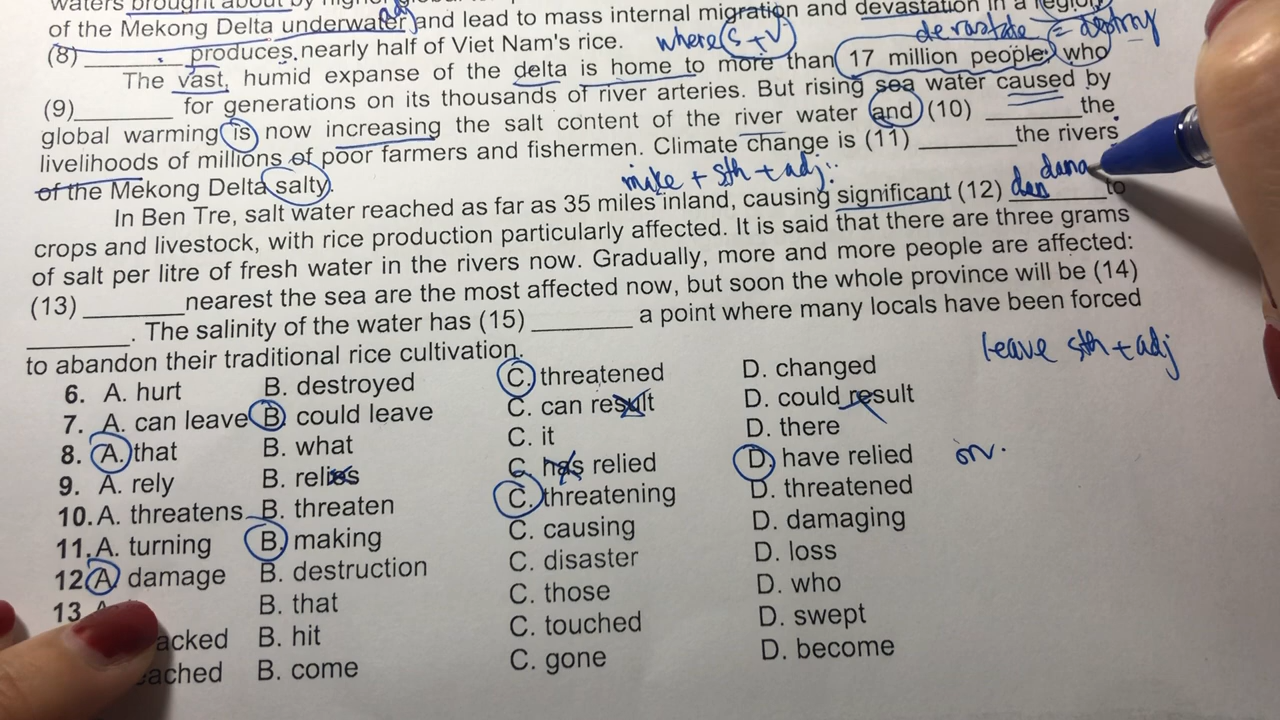 waters brought about by
of the Mekong Delta underwater and lead to mass internal migration and devastation in a region
(8) ________ produces nearly half of Viet Nam's rice. where S + V devastate = destroy
The vast, humid expanse of the delta is home to more than 17 million people, who
(9)________ for generations on its thousands of river arteries. But rising sea water caused by
global warming is now increasing the salt content of the river water and (10) ________ the
livelihoods of millions of poor farmers and fishermen. Climate change is (11) ________ the rivers
of the Mekong Delta salty. make + sth + adj.
In Ben Tre, salt water reached as far as 35 miles inland, causing significant (12) ________ to dama
crops and livestock, with rice production particularly affected. It is said that there are three grams
of salt per litre of fresh water in the rivers now. Gradually, more and more people are affected:
(13) ________ nearest the sea are the most affected now, but soon the whole province will be (14)
________. The salinity of the water has (15) ________ a point where many locals have been forced
to abandon their traditional rice cultivation. leave sth + adj
6. A. hurt B. destroyed C. threatened D. changed
7. A. can leave B. could leave C. can result D. could result
8. A. that B. what C. it D. there
9. A. rely B. relies C. has relied D. have relied on.
10. A. threatens B. threaten C. threatening D. threatened
11. A. turning B. making C. causing D. damaging
12. A. damage B. destruction C. disaster D. loss
13 B. that C. those D. who
acked B. hit C. touched D. swept
eached B. come C. gone D. become